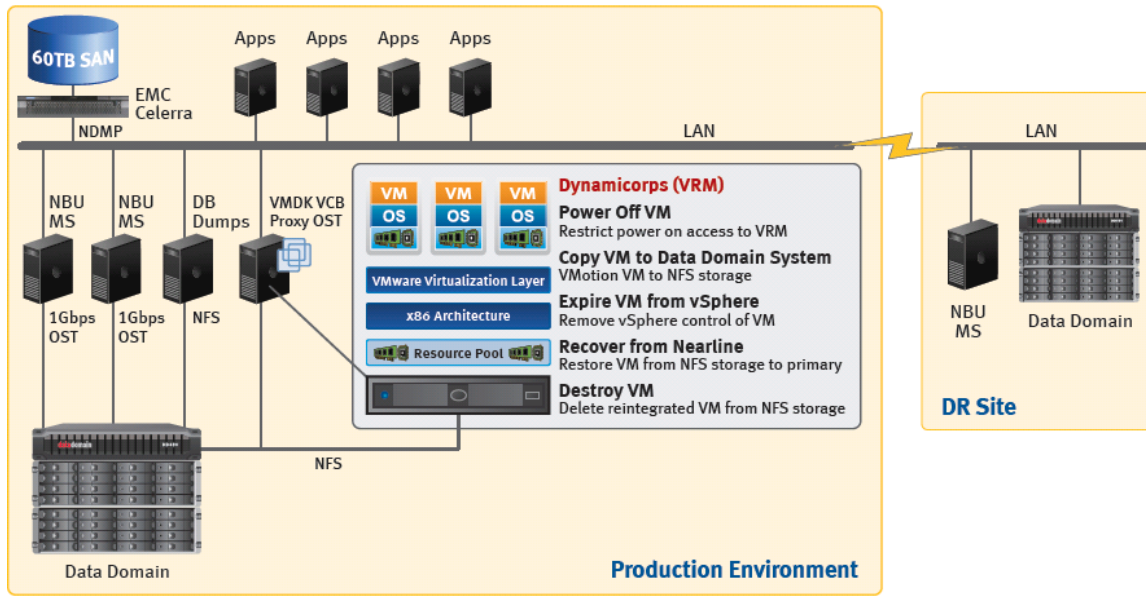 60TB SAN
EMC
Celerra
NDMP
Apps
Apps
Apps
Apps
LAN
LAN
NBU
MS
NBU
MS
DB
Dumps
VMDK VCB
Proxy OST
1Gbps
OST
1Gbps
OST
NFS
VM
VM
VM
OS
OS
OS
VMware Virtualization Layer
x86 Architecture
Resource Pool
Dynamicorps (VRM)
Power Off VM
Restrict power on access to VRM
Copy VM to Data Domain System
VMotion VM to NFS storage
Expire VM from vSphere
Remove vSphere control of VM
Recover from Nearline
Restore VM from NFS storage to primary
Destroy VM
Delete reintegrated VM from NFS storage
NFS
datadomain
Data Domain
Production Environment
NBU
MS
datadomain
Data Domain
DR Site